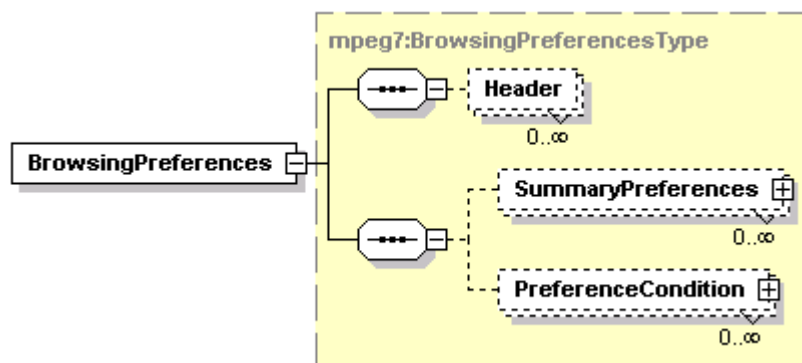 mpeg7:BrowsingPreferencesType
Header
0..∞
BrowsingPreferences
SummaryPreferences
0..∞
PreferenceCondition
0..∞